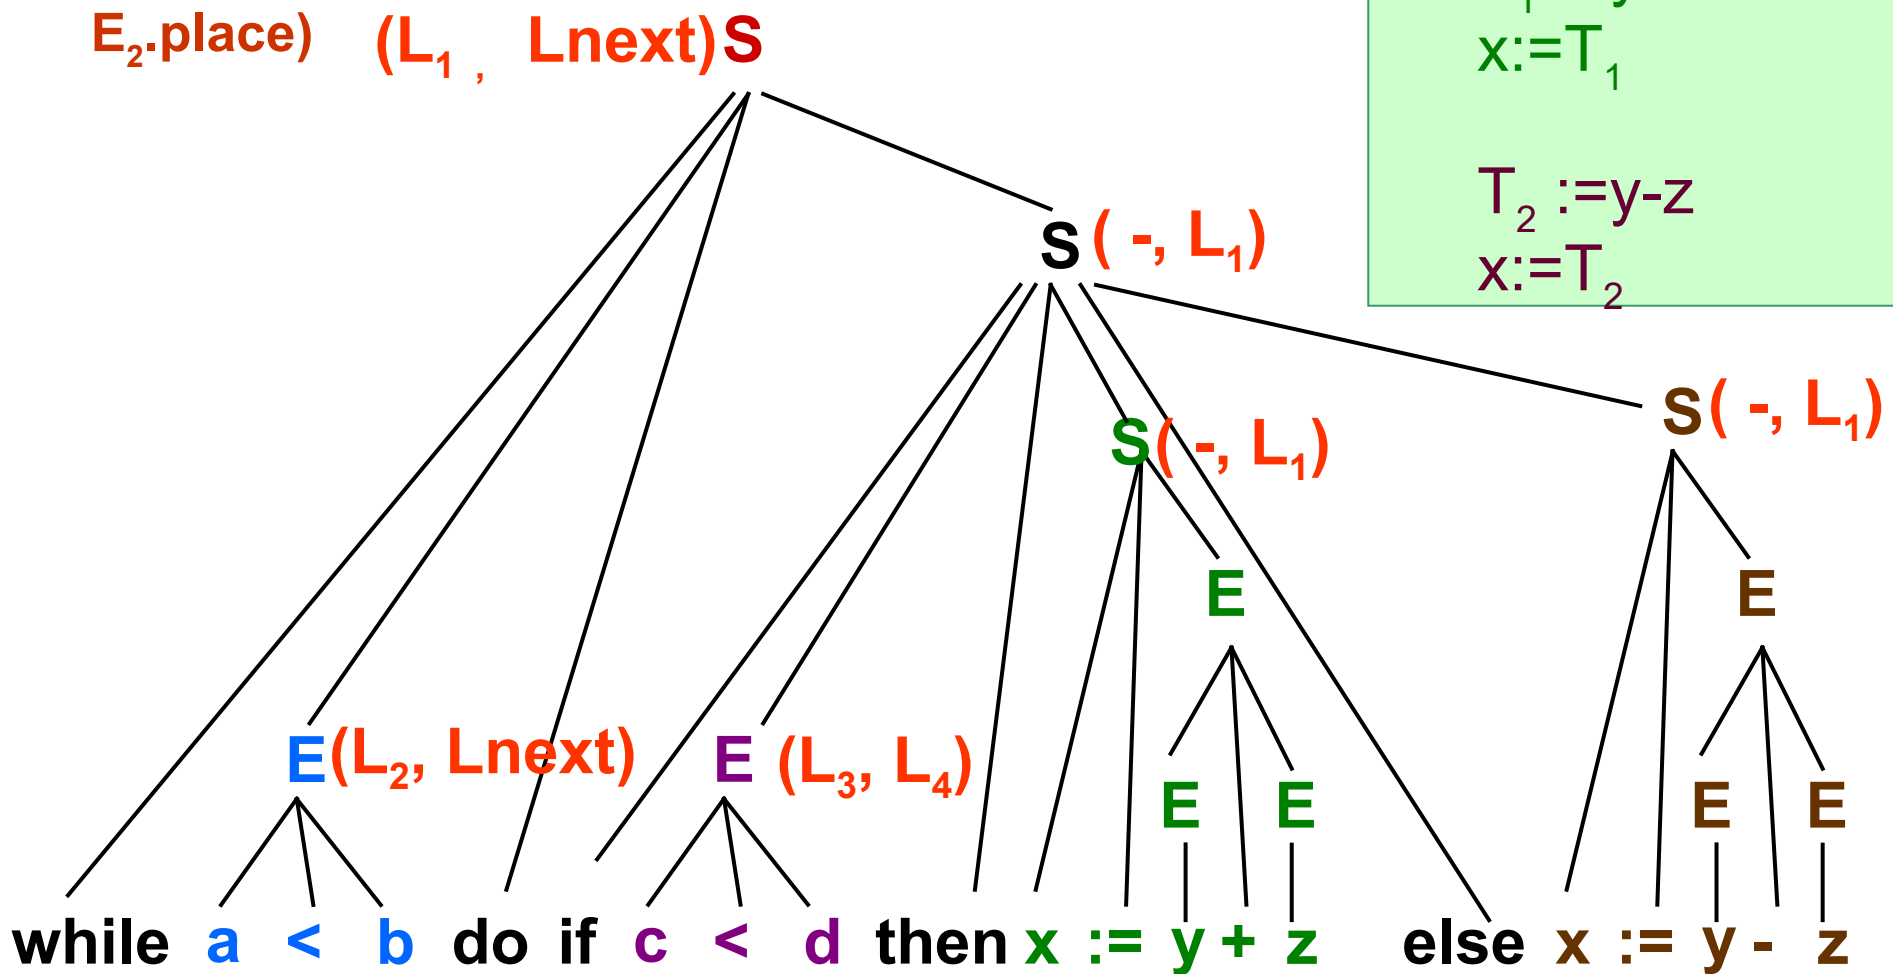 E₂.place) (L₁ , Lnext) S
x:=T₁
T₂ :=y-z
x:=T₂
S ( -, L₁)
S ( -, L₁)
S ( -, L₁)
E
E
E (L₂, Lnext)
E (L₃, L₄)
E E
E E
while a < b do if c < d then x := y + z else x := y - z